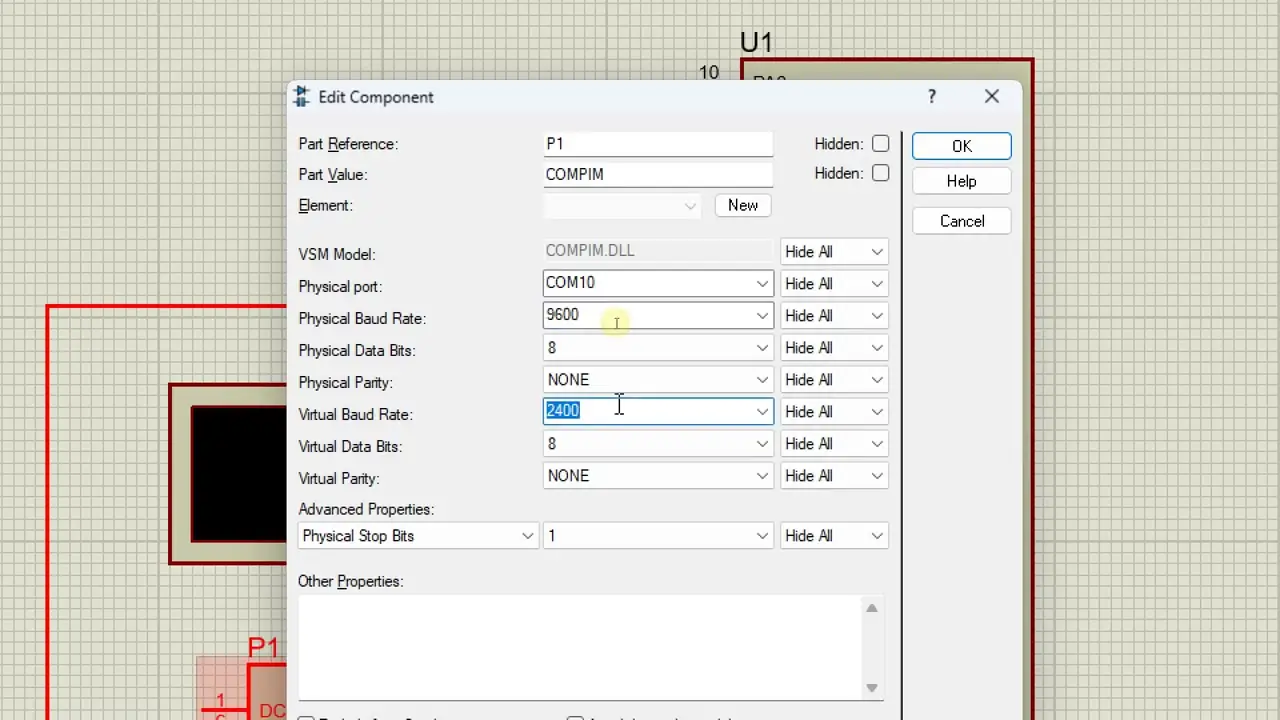 U1
10
Edit Component ?
Part Reference: P1 Hidden:
Part Value: COMPIM Hidden:
Element: New
VSM Model: COMPIM.DLL Hide All
Physical port: COM10 Hide All
Physical Baud Rate: 9600 Hide All
Physical Data Bits: 8 Hide All
Physical Parity: NONE Hide All
Virtual Baud Rate: 2400 Hide All
Virtual Data Bits: 8 Hide All
Virtual Parity: NONE Hide All
Advanced Properties:
Physical Stop Bits 1 Hide All
Other Properties:
OK
Help
Cancel
P1
1